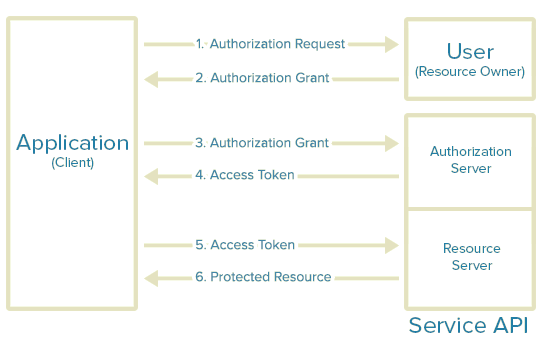 Application
(Client)
1. Authorization Request
2. Authorization Grant
3. Authorization Grant
4. Access Token
5. Access Token
6. Protected Resource
User
(Resource Owner)
Authorization
Server
Resource
Server
Service API